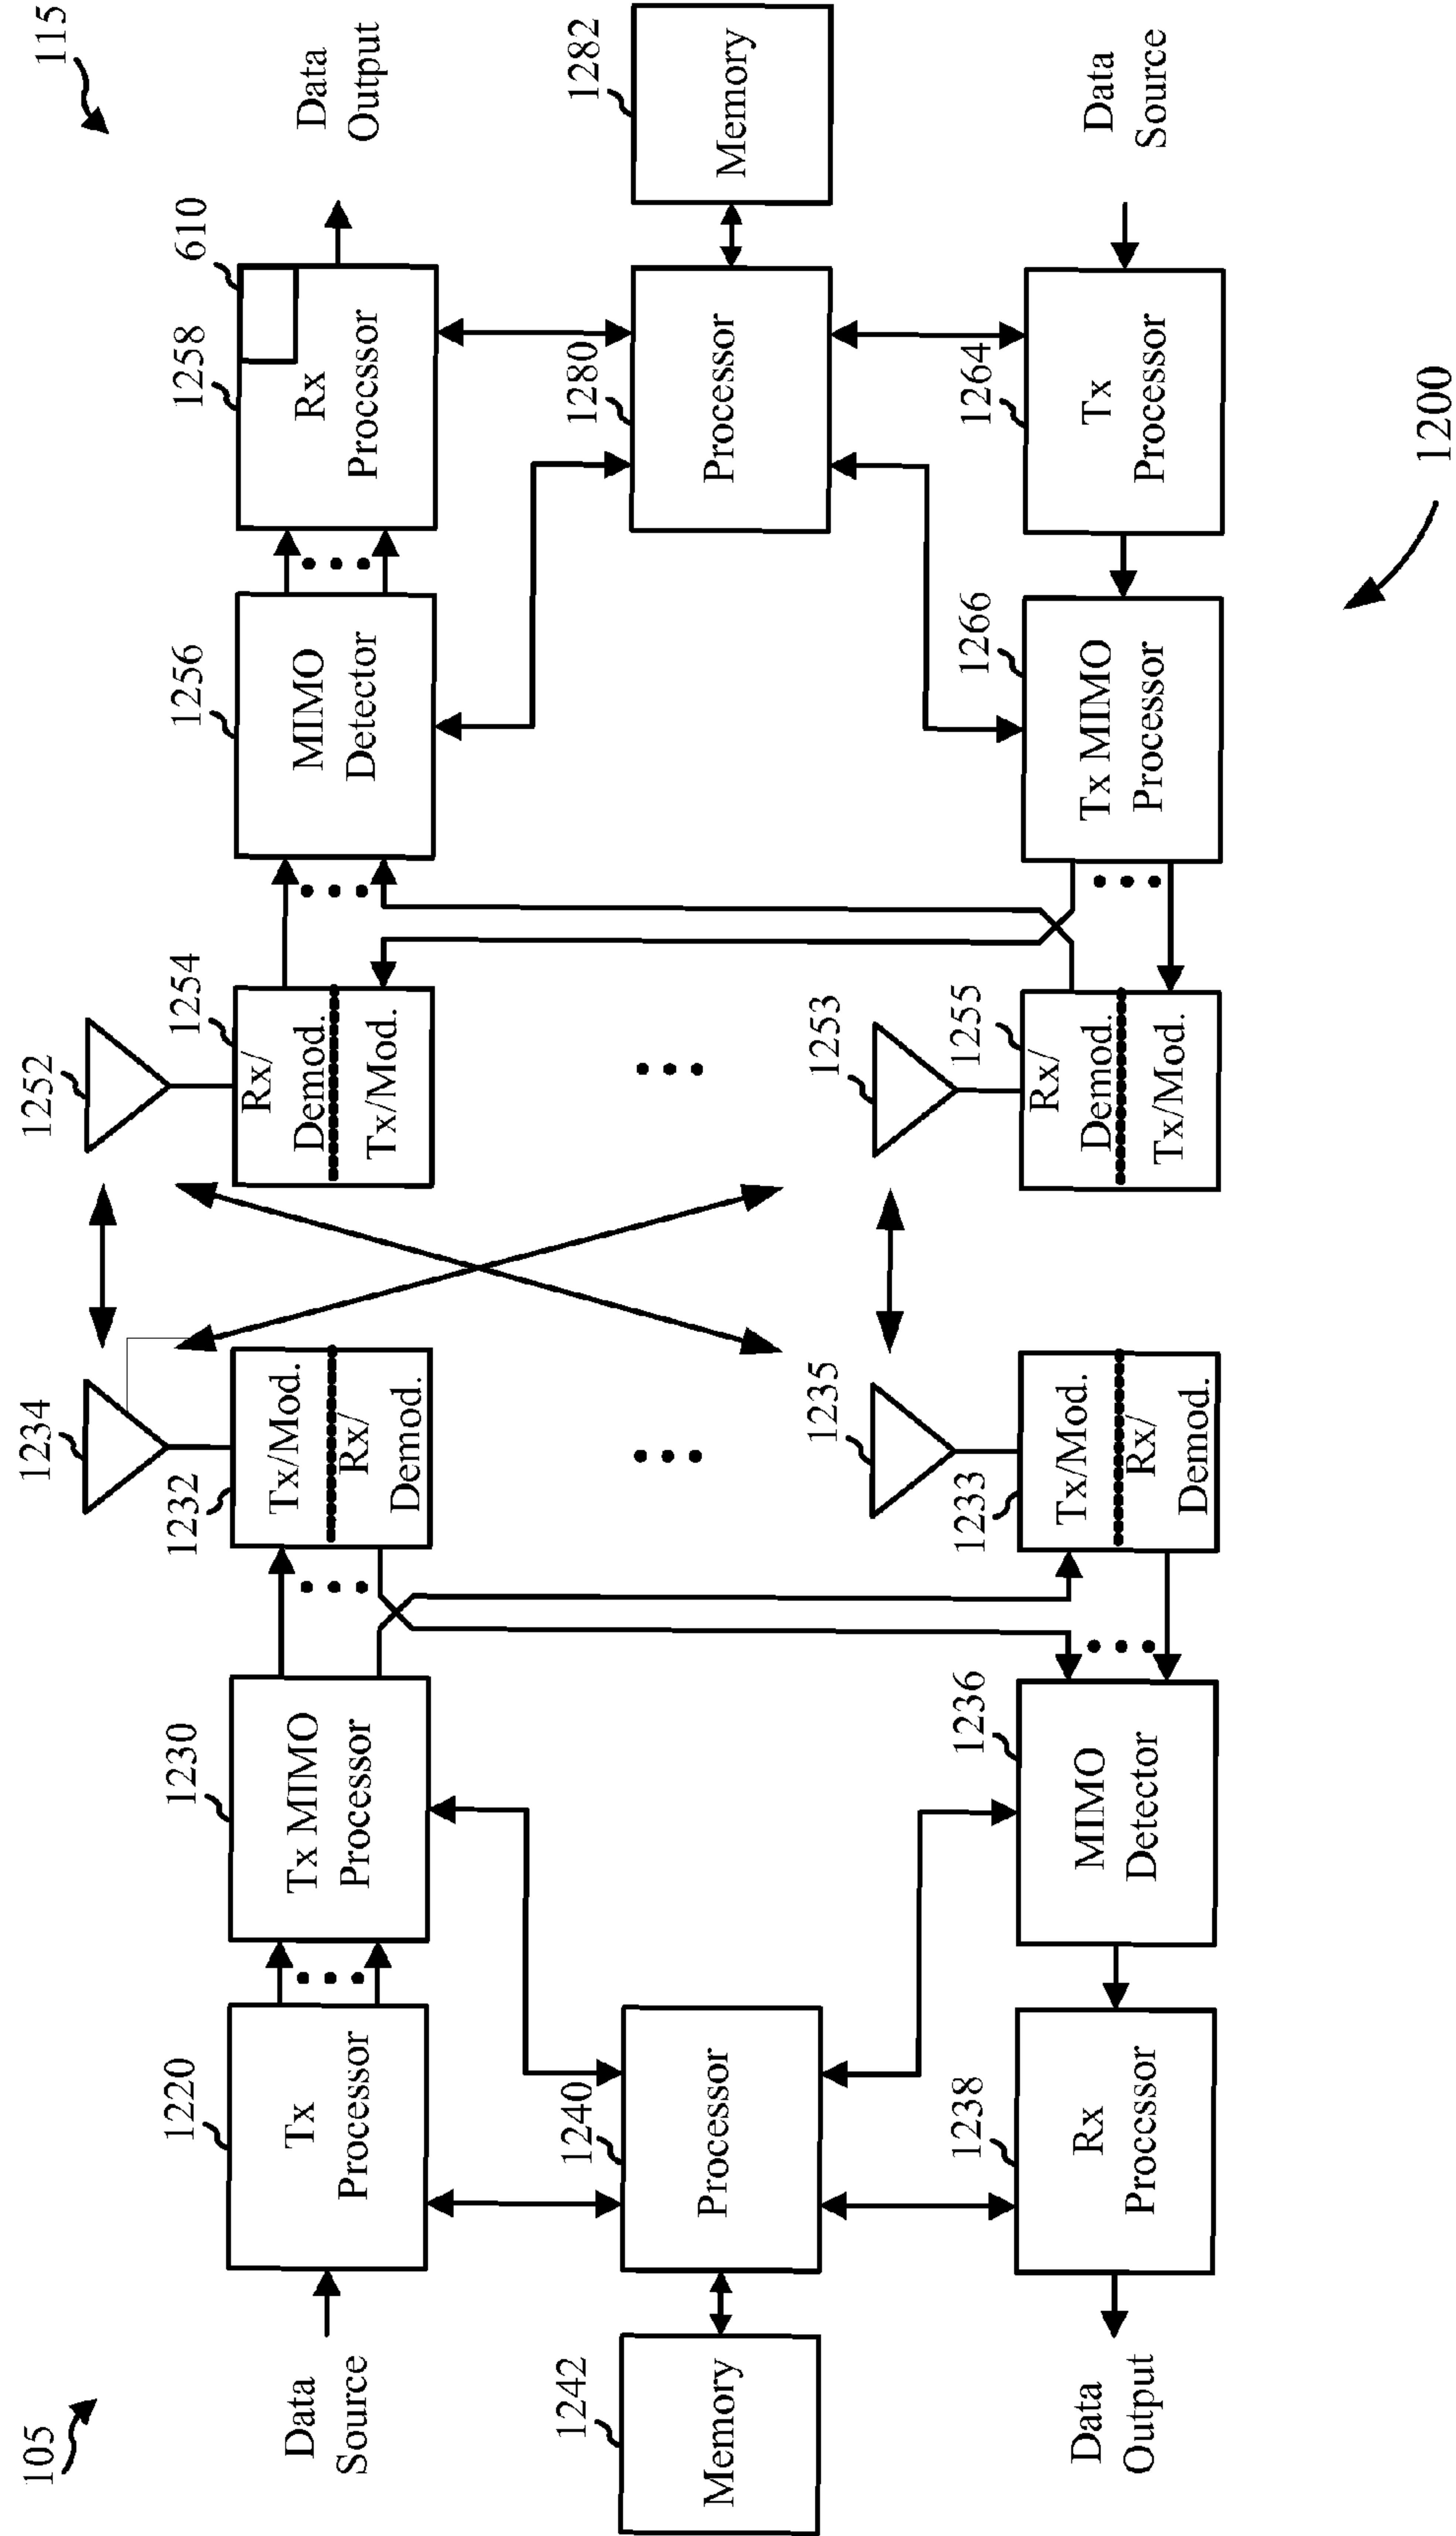 105
115
1234
1252
1220
1230
1232
1254
1256
1258
610
Data
Source
Tx
Processor
Tx MIMO
Processor
Tx/Mod.
Rx/
Demod.
Rx/
Demod.
Tx/Mod.
MIMO
Detector
Rx
Proccssor
Data
Output
1242
Memory
1240
Processor
1280
Processor
1282
Memory
1235
1253
1238
1236
1233
1255
1266
1264
Data
Output
Rx
Proccssor
MIMO
Detector
Tx/Mod.
Rx/
Demod.
Rx/
Demod.
Tx/Mod.
Tx MIMO
Processor
Tx
Processor
Data
Source
1200